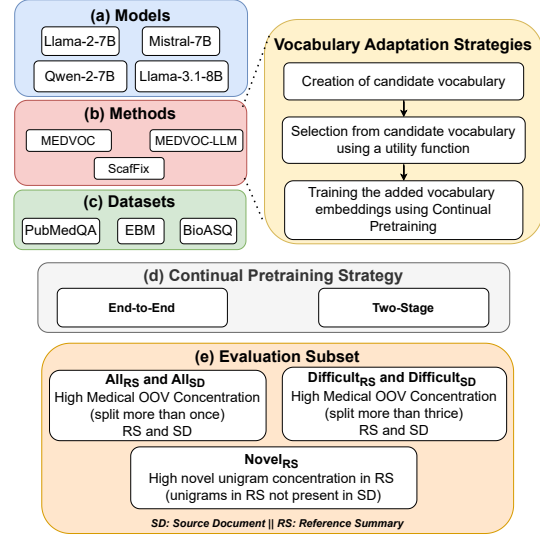 (a) Models
Llama-2-7B
Mistral-7B
Qwen-2-7B
Llama-3.1-8B
(b) Methods
MEDVOC
MEDVOC-LLM
ScafFix
(c) Datasets
PubMedQA
EBM
BioASQ
Vocabulary Adaptation Strategies
Creation of candidate vocabulary
Selection from candidate vocabulary
using a utility function
Training the added vocabulary
embeddings using Continual
Pretraining
(d) Continual Pretraining Strategy
End-to-End
Two-Stage
(e) Evaluation Subset
All_RS and All_SD
High Medical OOV Concentration
(split more than once)
RS and SD
Difficult_RS and Difficult_SD
High Medical OOV Concentration
(split more than thrice)
RS and SD
Novel_RS
High novel unigram concentration in RS
(unigrams in RS not present in SD)
SD: Source Document || RS: Reference Summary